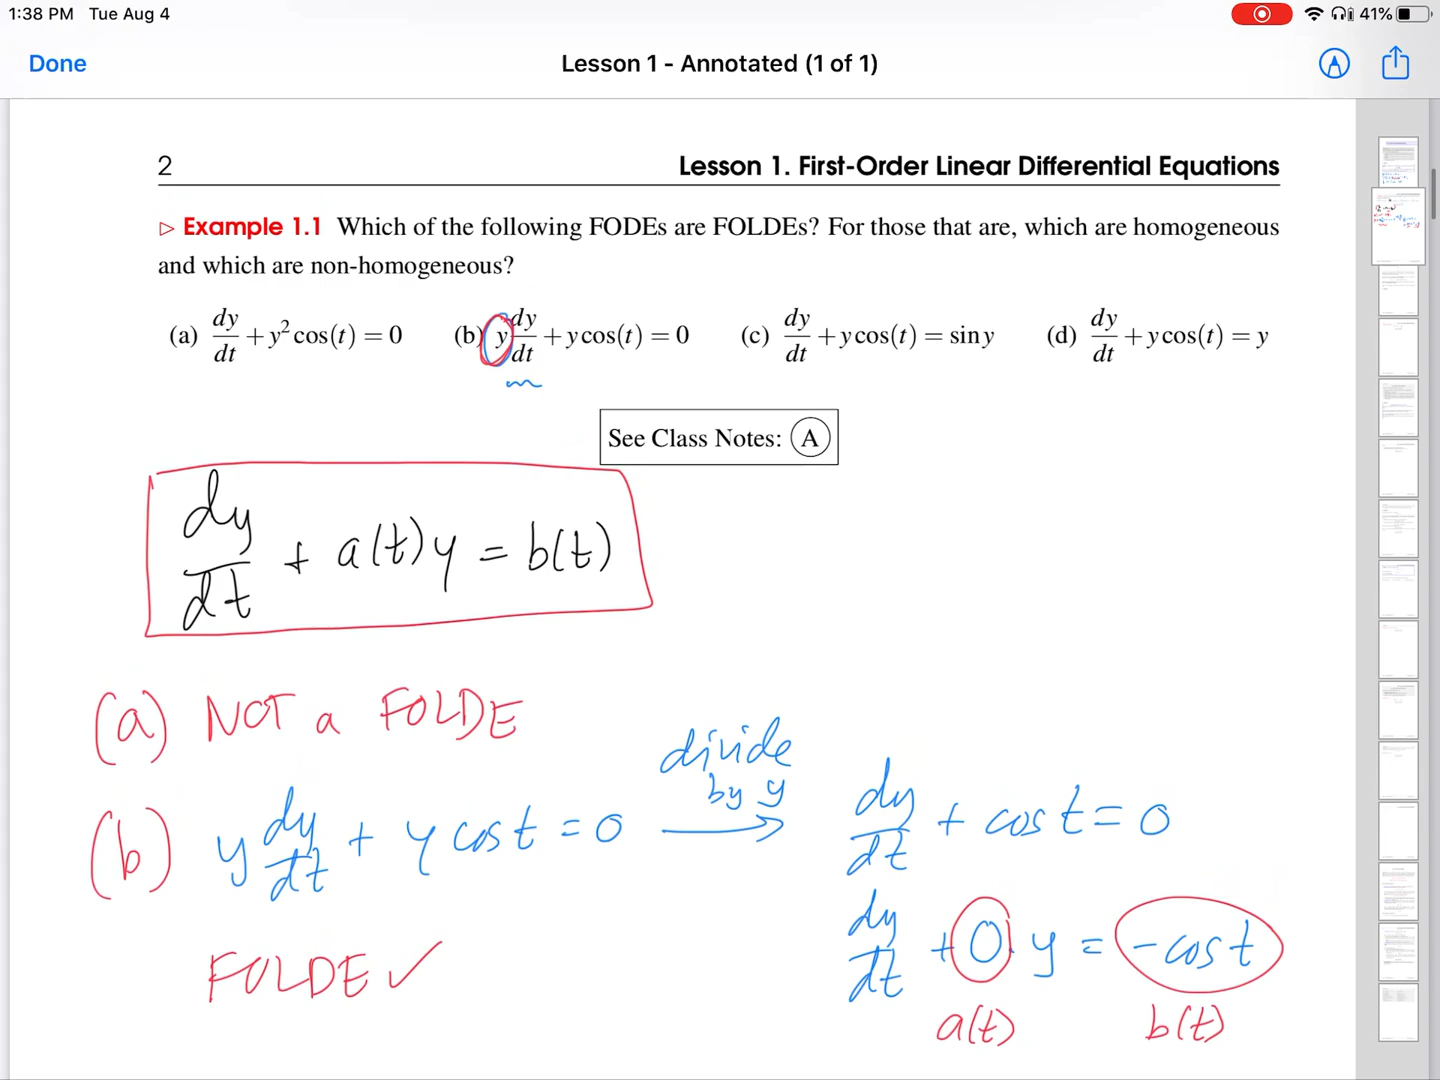 1:38 PM Tue Aug 4 41%
Done Lesson 1 - Annotated (1 of 1)
2 Lesson 1. First-Order Linear Differential Equations
▷ Example 1.1 Which of the following FODEs are FOLDEs? For those that are, which are homogeneous
and which are non-homogeneous?
(a) dy/dt + y² cos(t) = 0 (b) y dy/dt + y cos(t) = 0 (c) dy/dt + y cos(t) = sin y (d) dy/dt + y cos(t) = y
See Class Notes: Ⓐ
dy/dt + a(t) y = b(t)
(a) NOT a FOLDE
(b) y dy/dt + y cos t = 0 divide by y → dy/dt + cos t = 0
dy/dt + 0 · y = -cos t
FOLDE ✓
a(t) b(t)